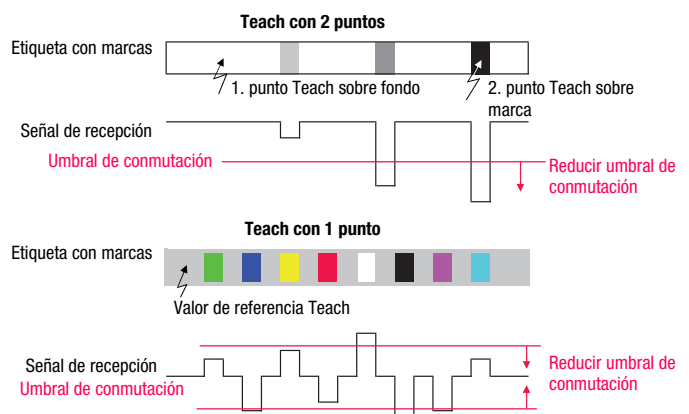 Teach con 2 puntos
Etiqueta con marcas
1. punto Teach sobre fondo
2. punto Teach sobre
marca
Señal de recepción
Umbral de conmutación
Reducir umbral de
conmutación
Teach con 1 punto
Etiqueta con marcas
Valor de referencia Teach
Señal de recepción
Umbral de conmutación
Reducir umbral de
conmutación